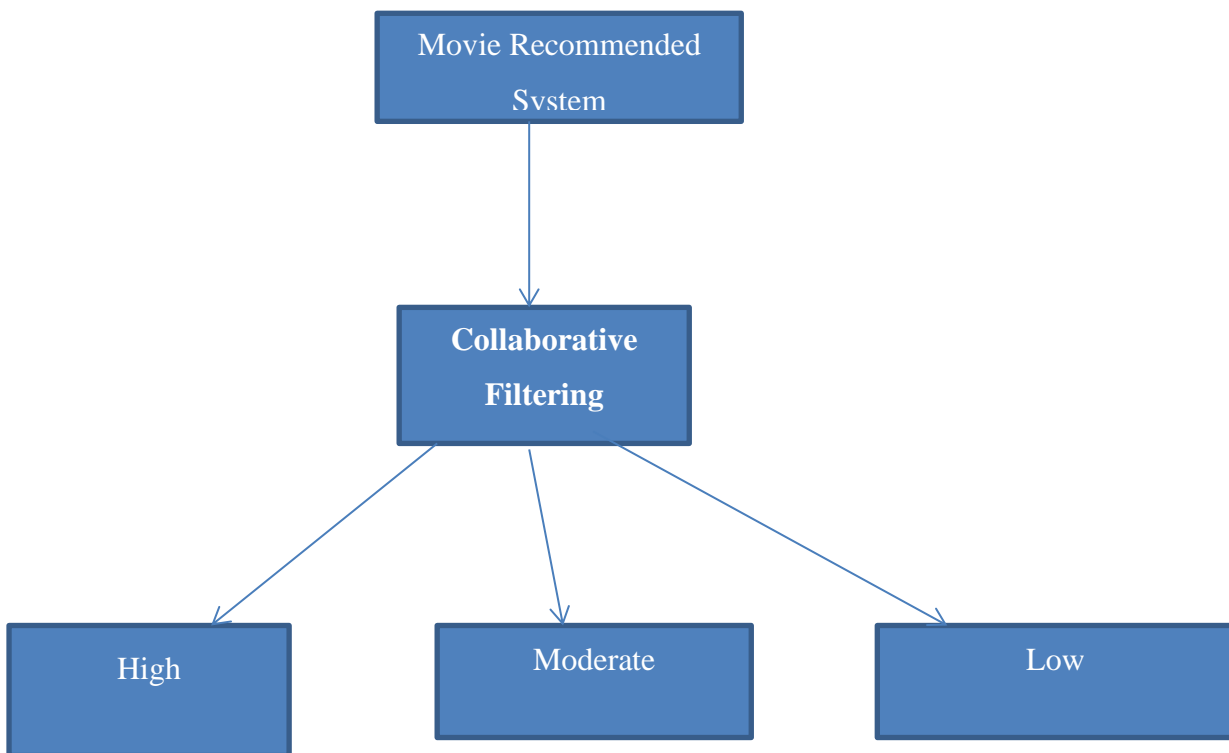 Movie Recommended
System
Collaborative
Filtering
High
Moderate
Low